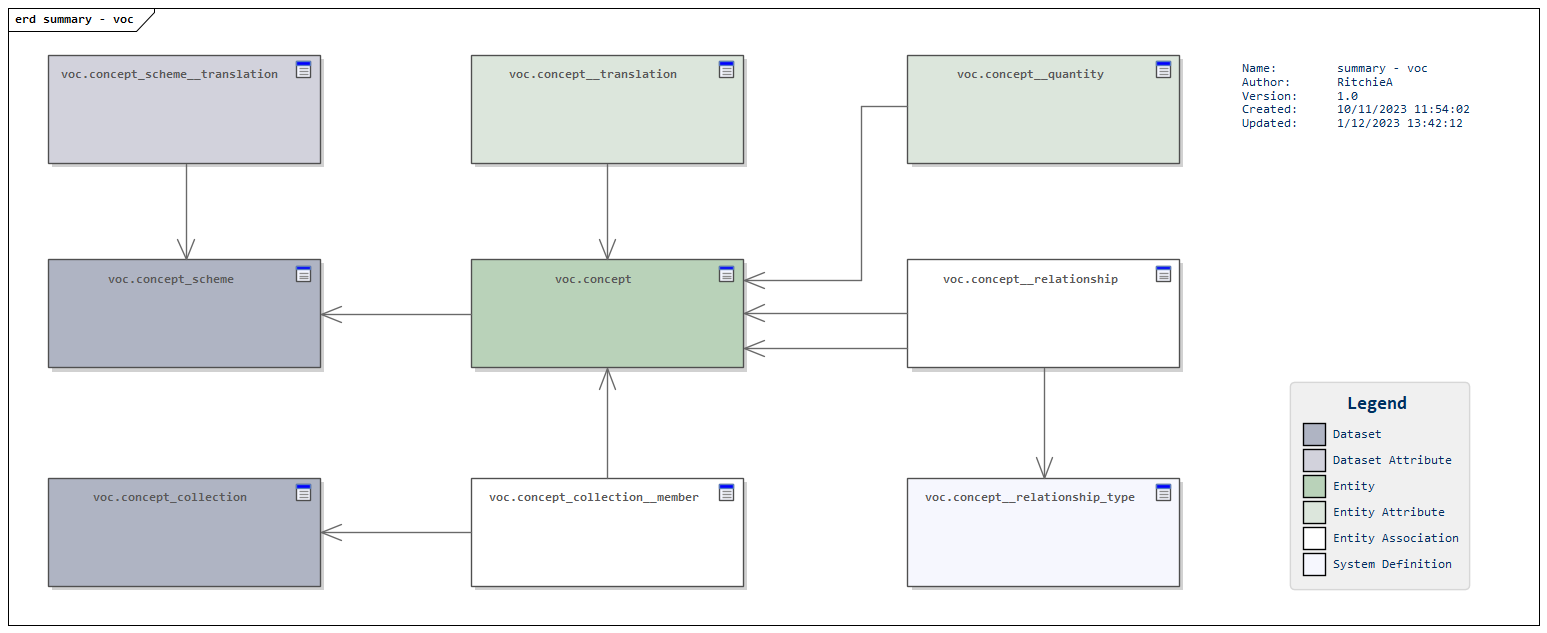 erd summary - voc
voc.concept_scheme__translation
voc.concept__translation
voc.concept__quantity
Name: summary - voc
Author: RitchieA
Version: 1.0
Created: 10/11/2023 11:54:02
Updated: 1/12/2023 13:42:12
voc.concept_scheme
voc.concept
voc.concept__relationship
voc.concept_collection
voc.concept_collection__member
voc.concept__relationship_type
Legend
Dataset
Dataset Attribute
Entity
Entity Attribute
Entity Association
System Definition